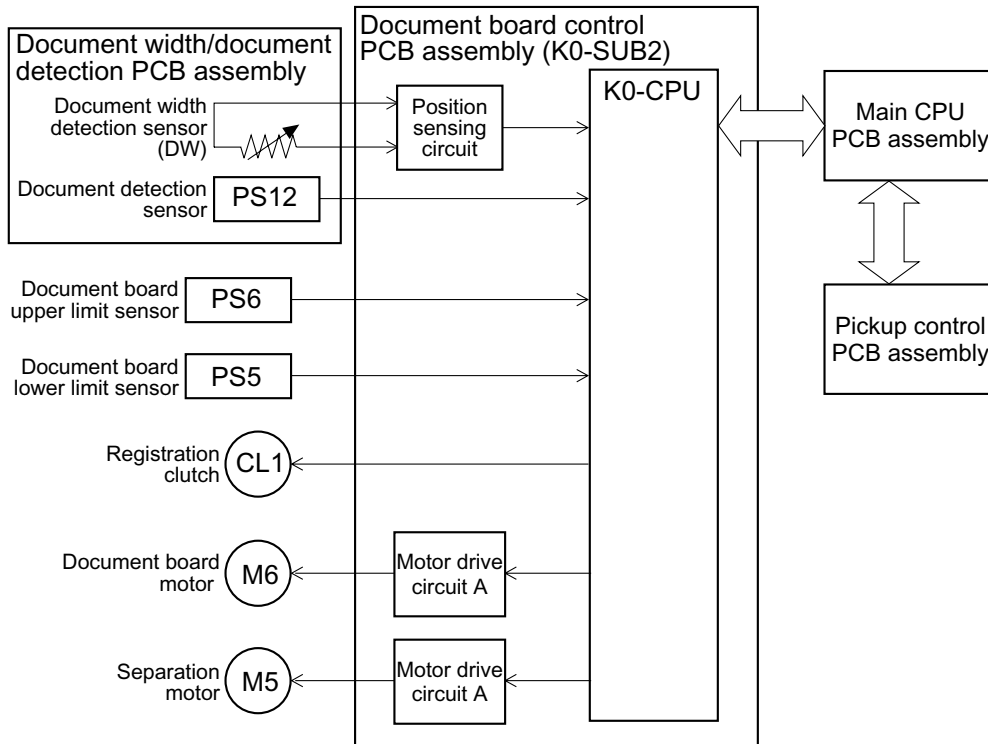 Document width/document
detection PCB assembly
Document width
detection sensor
(DW)
Document detection
sensor
PS12
Document board control
PCB assembly (K0-SUB2)
Position
sensing
circuit
K0-CPU
Main CPU
PCB assembly
Pickup control
PCB assembly
Document board
upper limit sensor
PS6
Document board
lower limit sensor
PS5
Registration
clutch
CL1
Document board
motor
M6
Motor drive
circuit A
Separation
motor
M5
Motor drive
circuit A